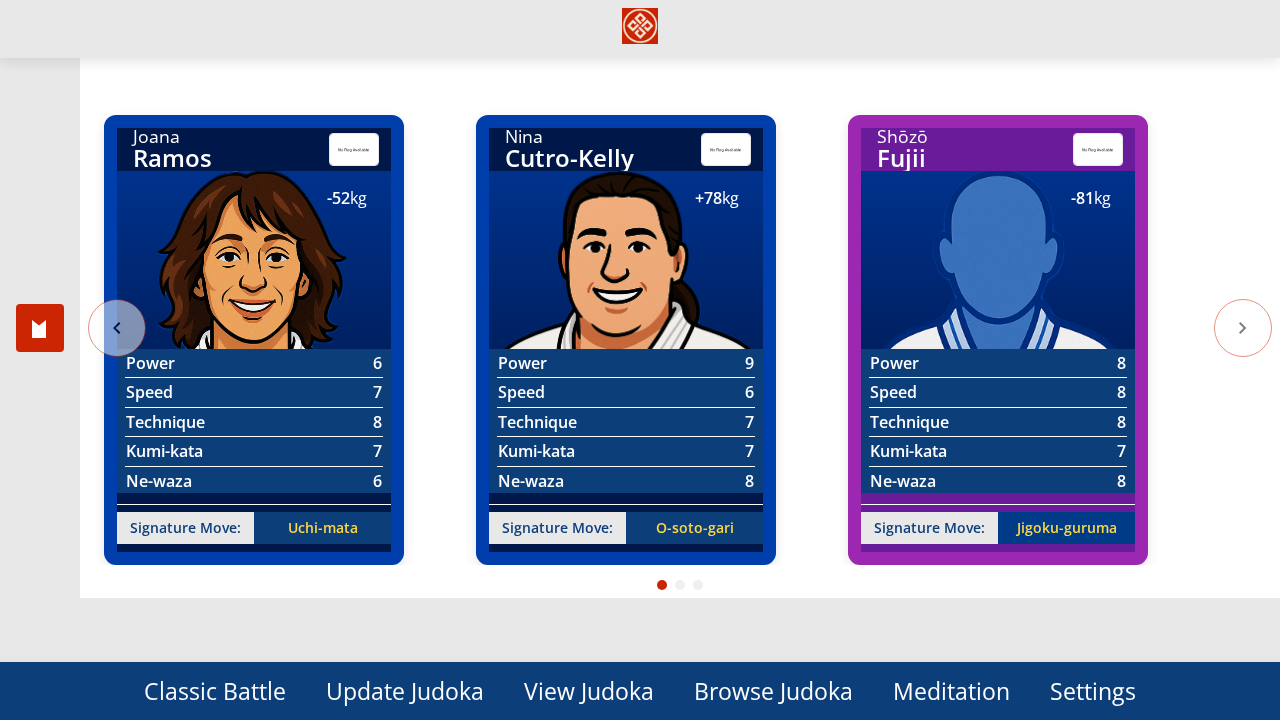 Joana
Ramos
No Flag Available
-52kg
Power 6
Speed 7
Technique 8
Kumi-kata 7
Ne-waza 6
Signature Move: Uchi-mata
Nina
Cutro-Kelly
No Flag Available
+78kg
Power 9
Speed 6
Technique 7
Kumi-kata 7
Ne-waza 8
Signature Move: O-soto-gari
Shōzō
Fujii
No Flag Available
-81kg
Power 8
Speed 8
Technique 8
Kumi-kata 7
Ne-waza 8
Signature Move: Jigoku-guruma
Classic Battle Update Judoka View Judoka Browse Judoka Meditation Settings